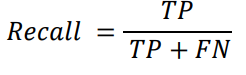 Recall = TP / TP + FN